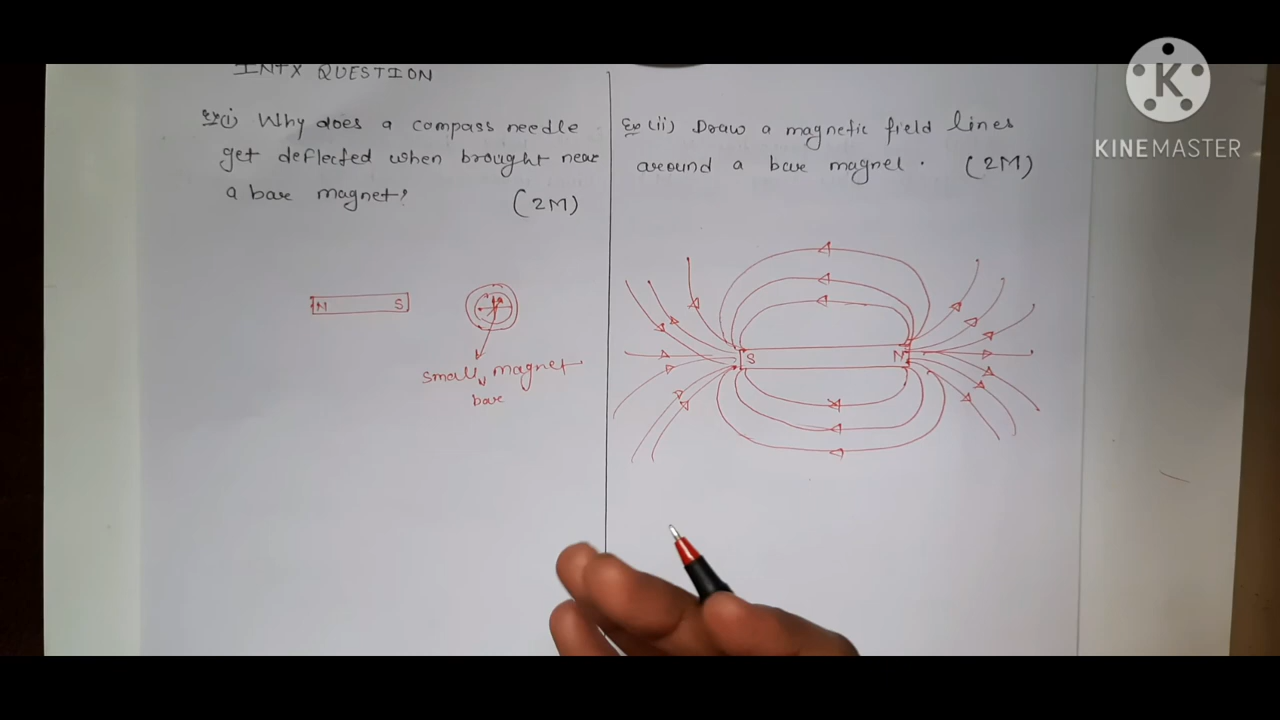 INTX QUESTION
Ex(i) Why does a compass needle
get deflected when brought near
a bar magnet?
(2M)
N S
small magnet
bar
Ex(ii) Draw a magnetic field lines
around a bar magnet.
(2M)
S N
K
KINEMASTER